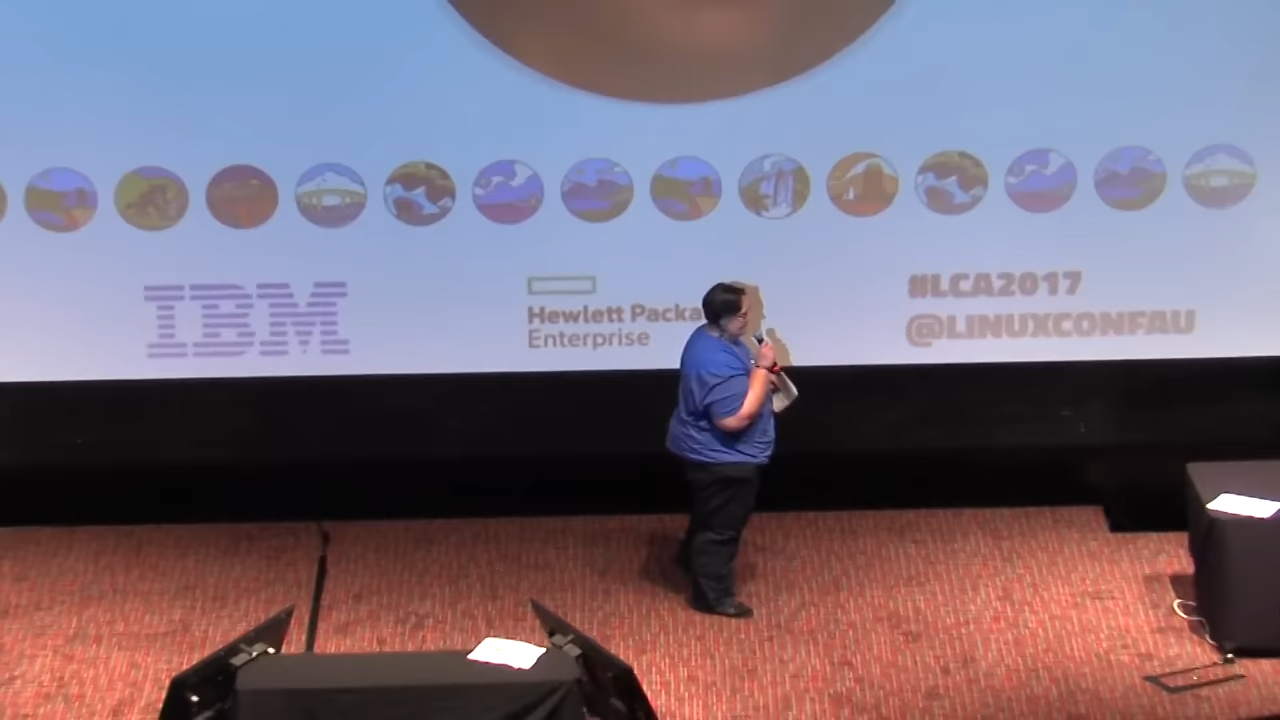 IBM
Hewlett Packa
Enterprise
#LCA2017
@LINUXCONFAU